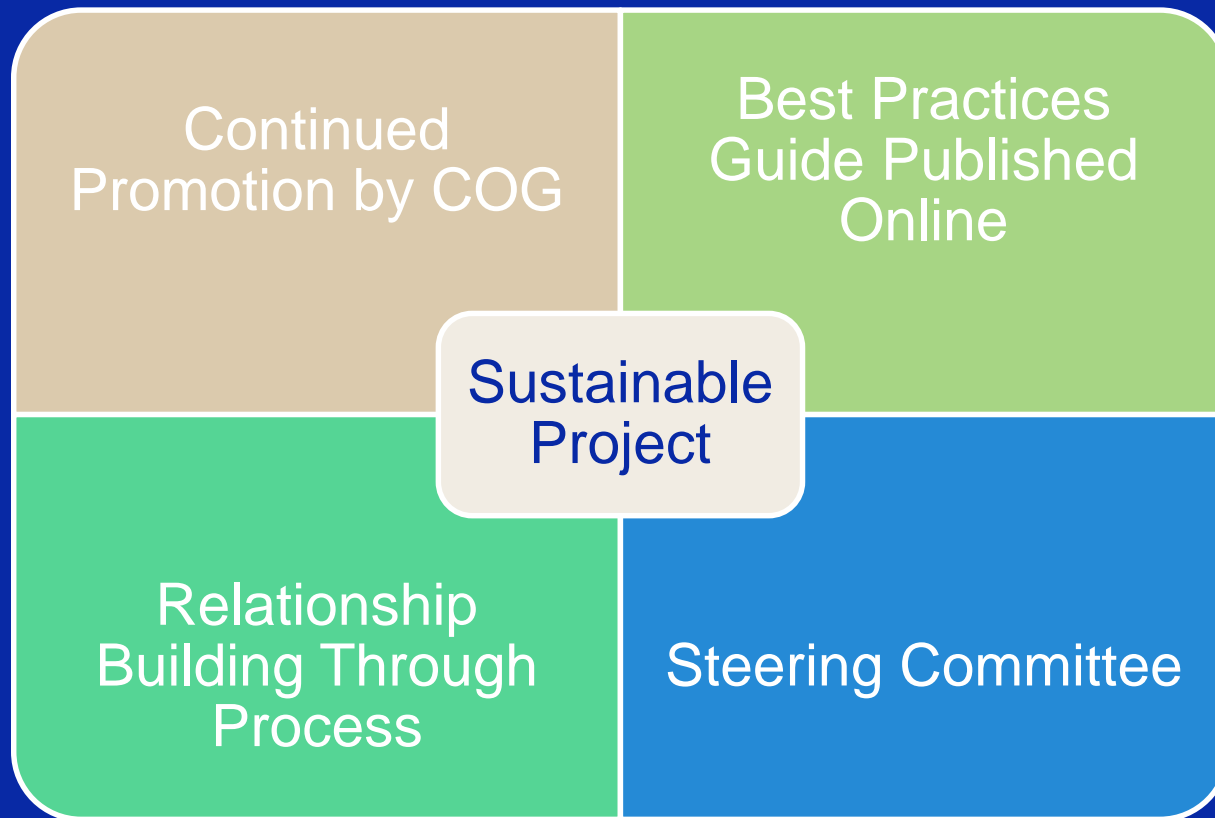 Continued
Promotion by COG
Best Practices
Guide Published
Online
Sustainable
Project
Relationship
Building Through
Process
Steering Committee